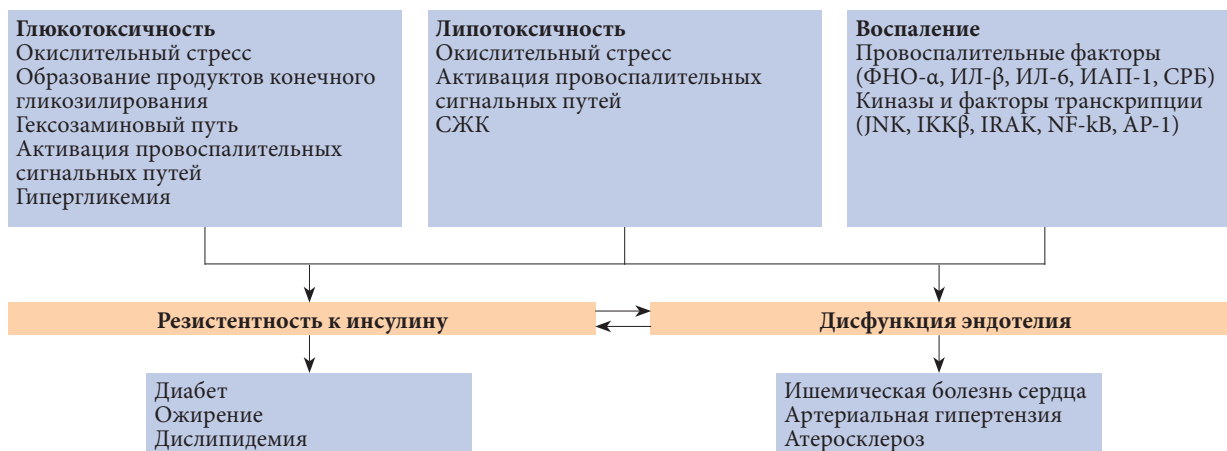 Глюкотоксичность
Окислительный стресс
Образование продуктов конечного
гликозилирования
Гексозаминовый путь
Активация провоспалительных
сигнальных путей
Гипергликемия
Липотоксичность
Окислительный стресс
Активация провоспалительных
сигнальных путей
СЖК
Воспаление
Провоспалительные факторы
(ФНО-α, ИЛ-β, ИЛ-6, ИАП-1, СРБ)
Киназы и факторы транскрипции
(JNK, IKKβ, IRAK, NF-kB, AP-1)
Резистентность к инсулину
Дисфункция эндотелия
Диабет
Ожирение
Дислипидемия
Ишемическая болезнь сердца
Артериальная гипертензия
Атеросклероз